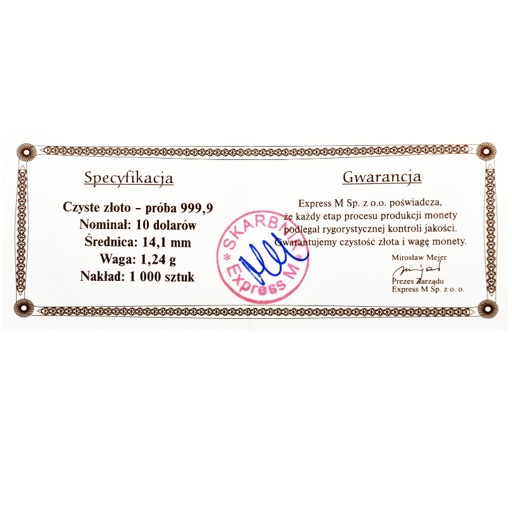 Specyfikacja
Czyste złoto – próba 999,9
Nominał: 10 dolarów
Średnica: 14,1 mm
Waga: 1,24 g
Nakład: 1 000 sztuk
* SKARBNICA *
Express M
Gwarancja
Express M Sp. z o.o. poświadcza,
że każdy etap procesu produkcji monety
podlegał rygorystycznej kontroli jakości.
Gwarantujemy czystość złota i wagę monety.
Mirosław Mejer
Prezes Zarządu
Express M Sp. z o. o.